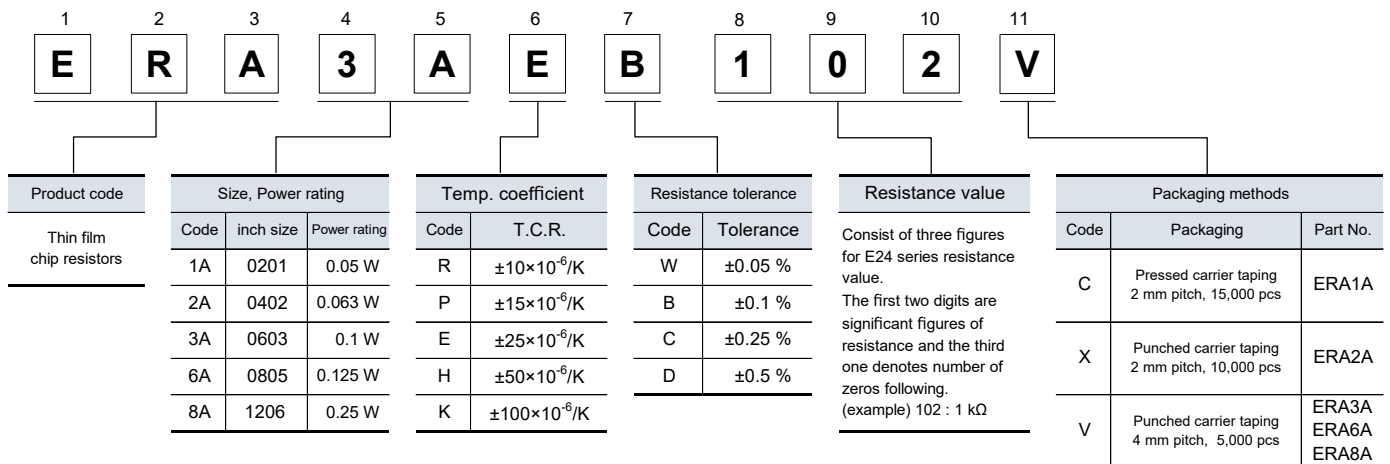 1 2 3 4 5 6 7 8 9 10 11
E R A 3 A E B 1 0 2 V
Product code
Thin film
chip resistors
Size, Power rating
Code inch size Power rating
1A 0201 0.05 W
2A 0402 0.063 W
3A 0603 0.1 W
6A 0805 0.125 W
8A 1206 0.25 W
Temp. coefficient
Code T.C.R.
R ±10×10⁻⁶/K
P ±15×10⁻⁶/K
E ±25×10⁻⁶/K
H ±50×10⁻⁶/K
K ±100×10⁻⁶/K
Resistance tolerance
Code Tolerance
W ±0.05 %
B ±0.1 %
C ±0.25 %
D ±0.5 %
Resistance value
Consist of three figures
for E24 series resistance
value.
The first two digits are
significant figures of
resistance and the third
one denotes number of
zeros following.
(example) 102 : 1 kΩ
Packaging methods
Code Packaging Part No.
C Pressed carrier taping
2 mm pitch, 15,000 pcs ERA1A
X Punched carrier taping
2 mm pitch, 10,000 pcs ERA2A
V Punched carrier taping
4 mm pitch, 5,000 pcs
ERA3A
ERA6A
ERA8A